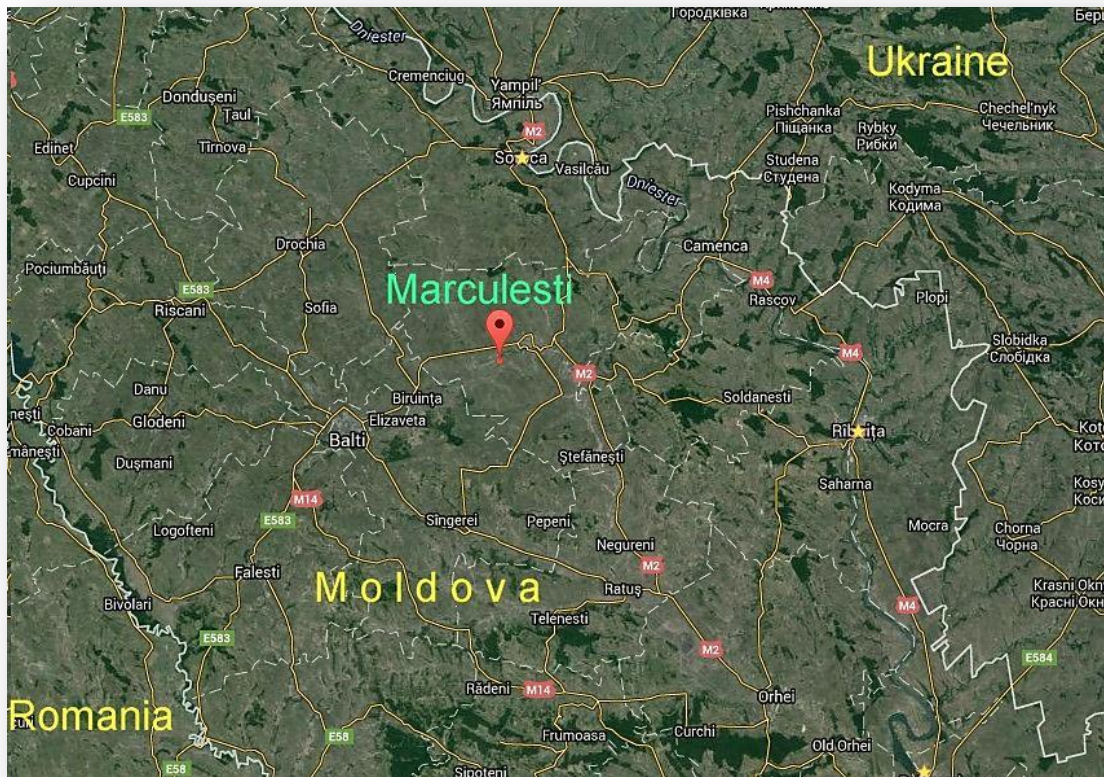 Городківка
Dniester
Ukraine
Cremenciug
Yampil'
Ямпіль
Donduşeni
Ţaul
E583
Pishchanka
Піщанка
Chechel'nyk
Чечельник
M2
Rybky
Рибки
Edinet
Tîrnova
Vasilcău
Studena
Студена
Cupcini
Dniester
Kodyma
Кодима
Drochia
Camenca
Pociumbăuţi
Marculesti
M4
E583
Rascov
Plopi
Riscani
Sofia
Slobidka
Слобідка
M4
M2
Danu
Biruinţa
Soldanesti
Glodeni
Elizaveta
Cobani
Balti
Rîbniţa
Duşmani
Ştefăneşti
Saharna
M14
E583
Logofteni
Sîngerei
Pepeni
Mocra
Chorna
Чорна
Negureni
M2
Falesti
Moldova
Ratuş
Krasni Okny
Bivolari
M4
Telenesti
E583
M2
E584
Rădeni
M14
Orhei
Romania
E58
Frumoasa
Curchi
Old Orhei
E58
Sipoteni